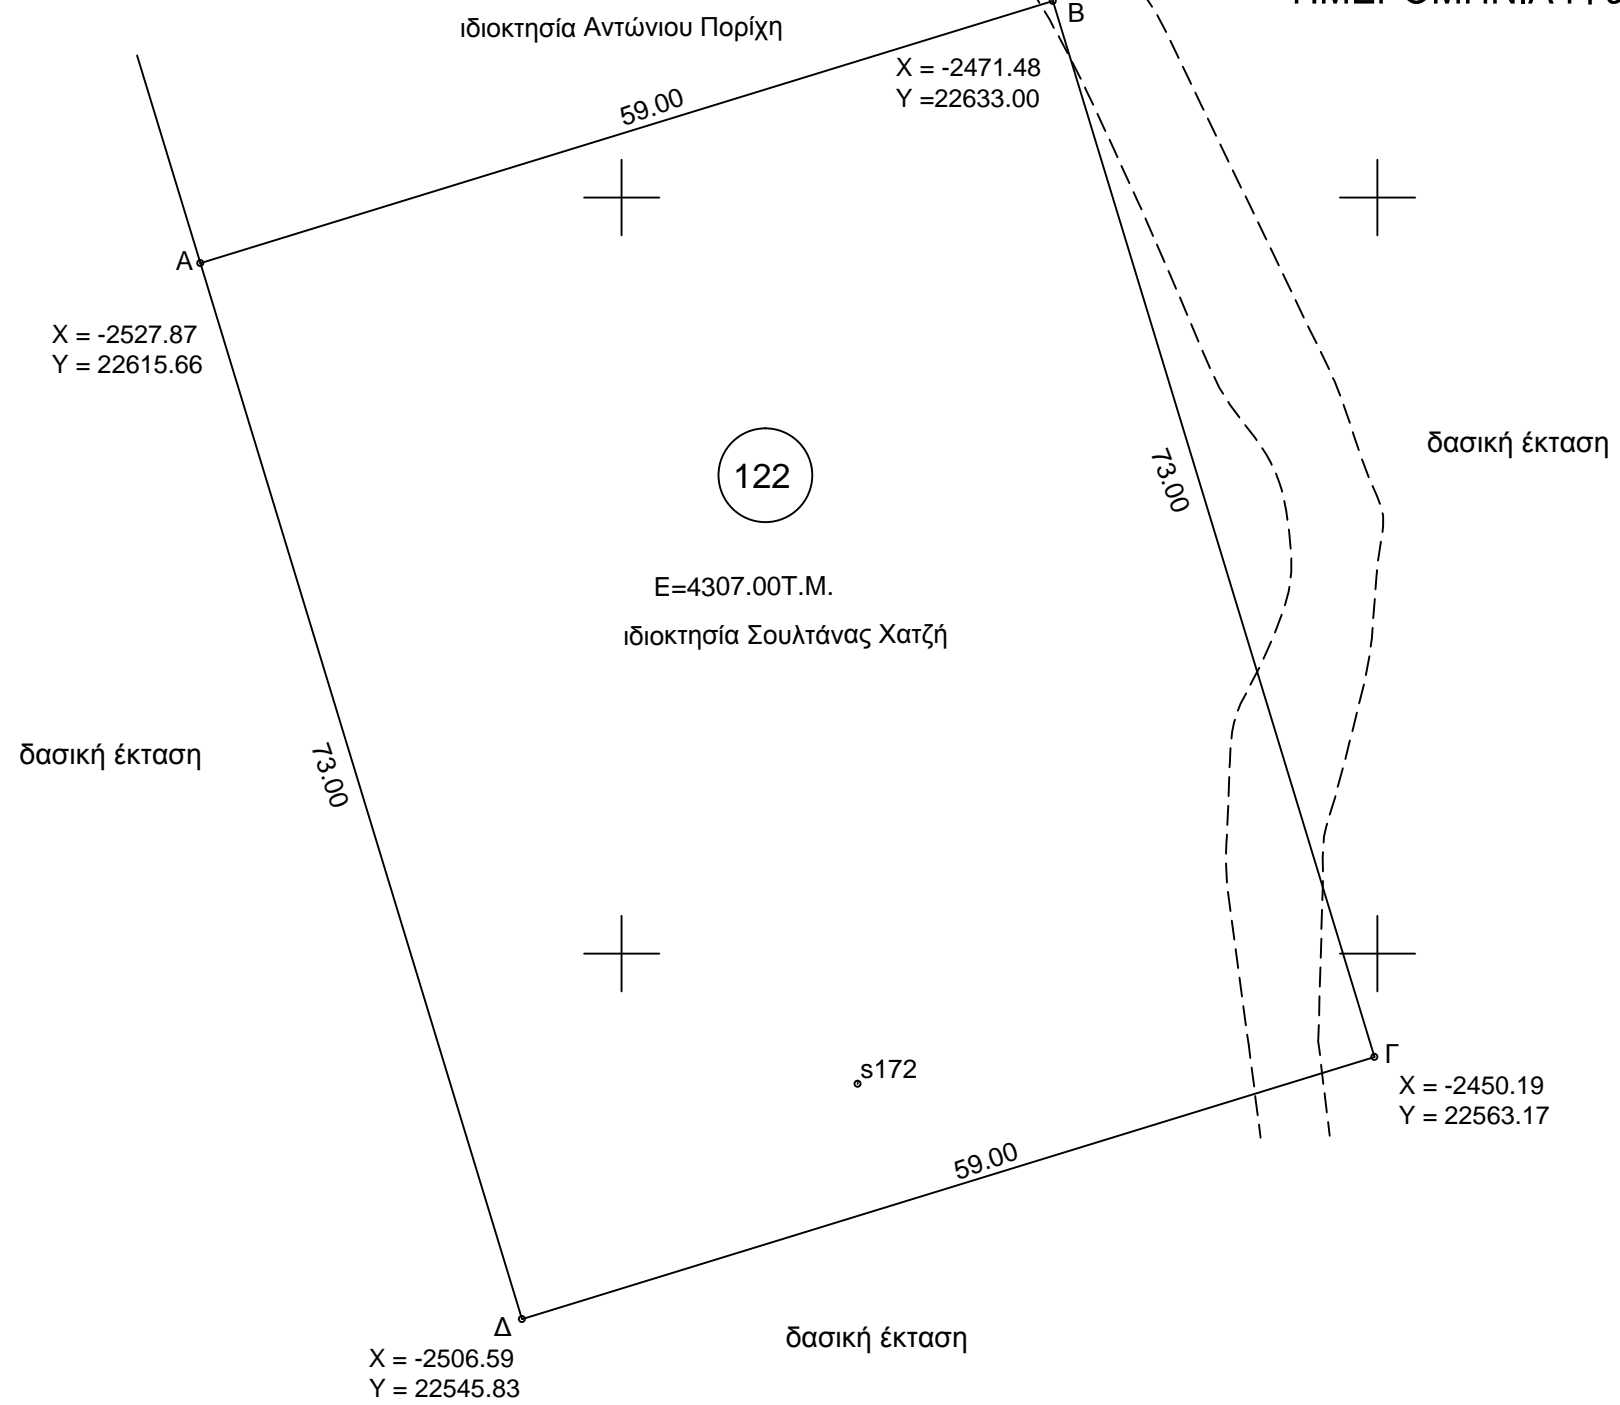 ιδιοκτησία Αντώνιου Πορίχη
Β
X = -2471.48
Y =22633.00
59.00
Α
X = -2527.87
Y = 22615.66
122
73.00
δασική έκταση
Ε=4307.00Τ.Μ.
ιδιοκτησία Σουλτάνας Χατζή
δασική έκταση
73.00
s172
Γ
X = -2450.19
Y = 22563.17
59.00
Δ
X = -2506.59
Y = 22545.83
δασική έκταση